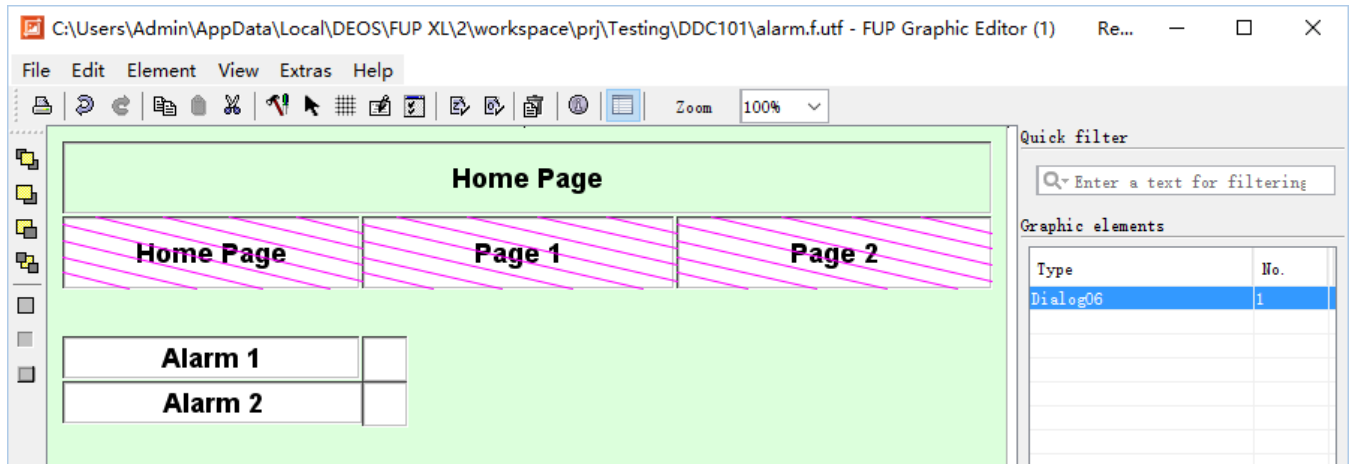 C:\Users\Admin\AppData\Local\DEOS\FUP XL\2\workspace\prj\Testing\DDC101\alarm.f.utf - FUP Graphic Editor (1) Re...
File Edit Element View Extras Help
Zoom 100%
Quick filter
Enter a text for filtering
Home Page
Home Page Page 1 Page 2
Graphic elements
Type No.
Dialog06 1
Alarm 1
Alarm 2